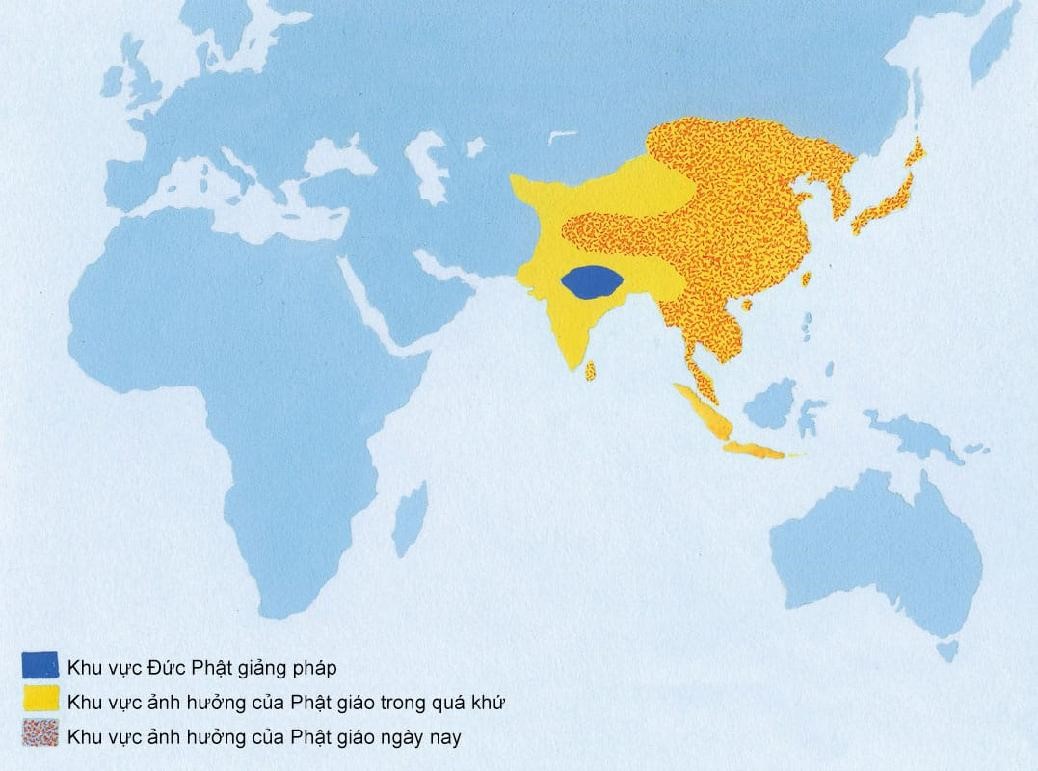 Khu vực Đức Phật giảng pháp
Khu vực ảnh hưởng của Phật giáo trong quá khứ
Khu vực ảnh hưởng của Phật giáo ngày nay